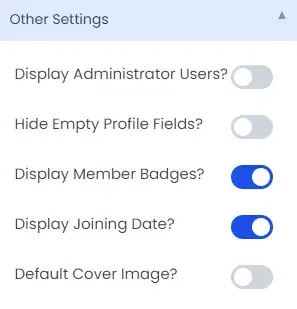 Other Settings
Display Administrator Users?
Hide Empty Profile Fields?
Display Member Badges?
Display Joining Date?
Default Cover Image?